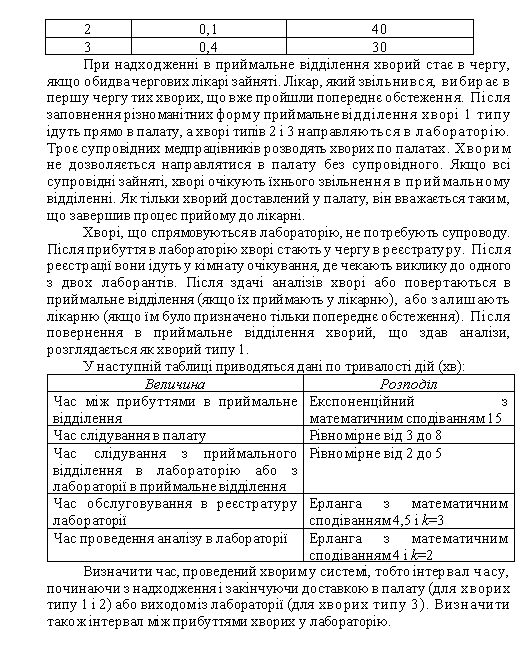 2 0,1 40
3 0,4 30
При надходженні в приймальне відділення хворий стає в чергу,
якщо обидва чергових лікарі зайняті. Лікар, який звільнився, вибирає в
першу чергу тих хворих, що вже пройшли попереднє обстеження. Після
заповнення різноманітних форм у приймальне відділення хворі 1 типу
ідуть прямо в палату, а хворі типів 2 і 3 направляються в лабораторію.
Троє супровідних медпрацівників розводять хворих по палатах. Хворим
не дозволяється направлятися в палату без супровідного. Якщо всі
супровідні зайняті, хворі очікують їхнього звільнення в приймальному
відділенні. Як тільки хворий доставлений у палату, він вважається таким,
що завершив процес прийому до лікарні.
Хворі, що спрямовуються в лабораторію, не потребують супроводу.
Після прибуття в лабораторію хворі стають у чергу в реєстратуру. Після
реєстрації вони ідуть у кімнату очікування, де чекають виклику до одного
з двох лаборантів. Після здачі аналізів хворі або повертаються в
приймальне відділення (якщо їх приймають у лікарню), або залишають
лікарню (якщо їм було призначено тільки попереднє обстеження). Після
повернення в приймальне відділення хворий, що здав аналізи,
розглядається як хворий типу 1.
У наступній таблиці приводяться дані по тривалості дій (хв):
Величина Розподіл
Час між прибуттями в приймальне Експоненційний з
відділення математичним сподіванням 15
Час слідування в палату Рівномірне від 3 до 8
Час слідування з приймального Рівномірне від 2 до 5
відділення в лабораторію або з
лабораторії в приймальне відділення
Час обслуговування в реєстратуру Ерланга з математичним
лабораторії сподіванням 4,5 і k=3
Час проведення аналізу в лабораторії Ерланга з математичним
сподіванням 4 і k=2
Визначити час, проведений хворим у системі, тобто інтервал часу,
починаючи з надходження і закінчуючи доставкою в палату (для хворих
типу 1 і 2) або виходом із лабораторії (для хворих типу 3). Визначити
також інтервал між прибуттями хворих у лабораторію.